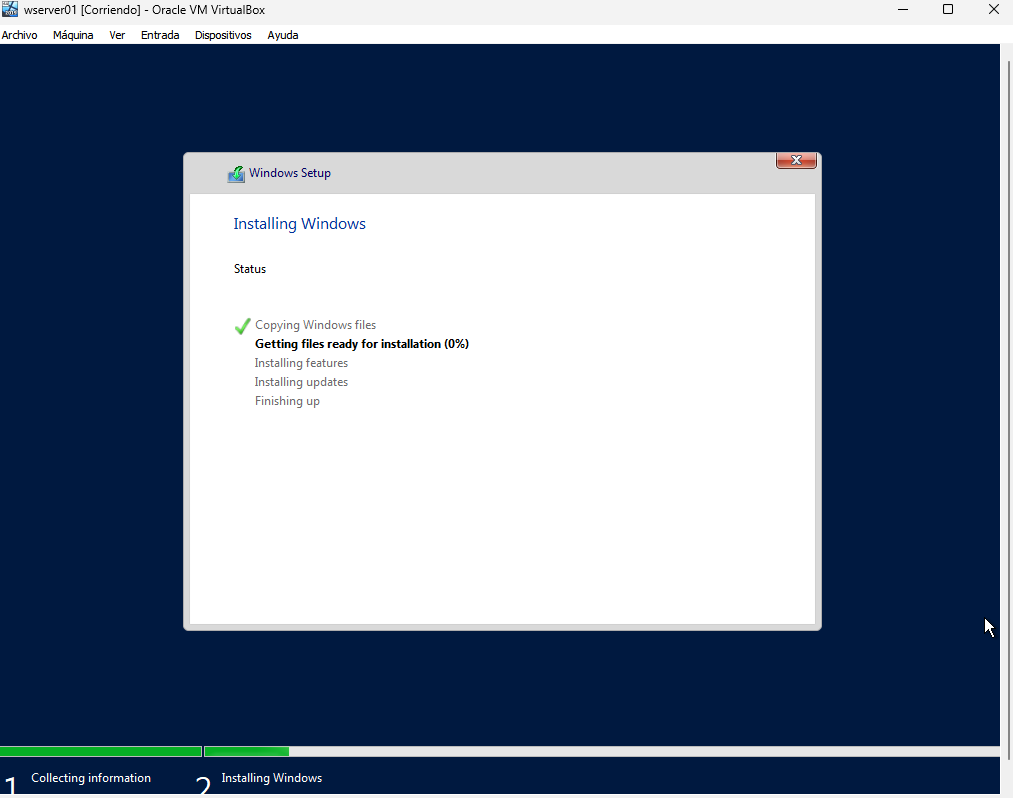 wserver01 [Corriendo] - Oracle VM VirtualBox
Archivo Máquina Ver Entrada Dispositivos Ayuda
Windows Setup
Installing Windows
Status
Copying Windows files
Getting files ready for installation (0%)
Installing features
Installing updates
Finishing up
1 Collecting information 2 Installing Windows